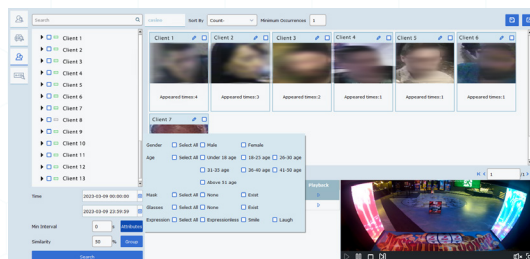 Search
confirm
Sort By
Count-
Minimum Occurrences
1
Client 1
Client 2
Client 3
Client 4
Client 5
Client 6
Client 7
Client 8
Client 9
Client 10
Client 11
Client 12
Client 13
Client 1
Client 2
Client 3
Client 4
Client 5
Client 6
Appeared times:4
Appeared times:3
Appeared times:2
Appeared times:1
Appeared times:1
Appeared times:1
Client 7
Gender Select All Male Female
Age Select All Under 18 age 18-25 age 26-30 age
31-35 age 36-40 age 41-50 age
Above 51 age
Mask Select All None Exist
Glasses Select All None Exist
Expression Select All Expressionless Smile Laugh
Time
2023-03-09 00:00:00
2023-03-09 23:59:59
Min Interval
0
s
Attributes
Similarity
50
%
Group
Search
Playback
1
/1